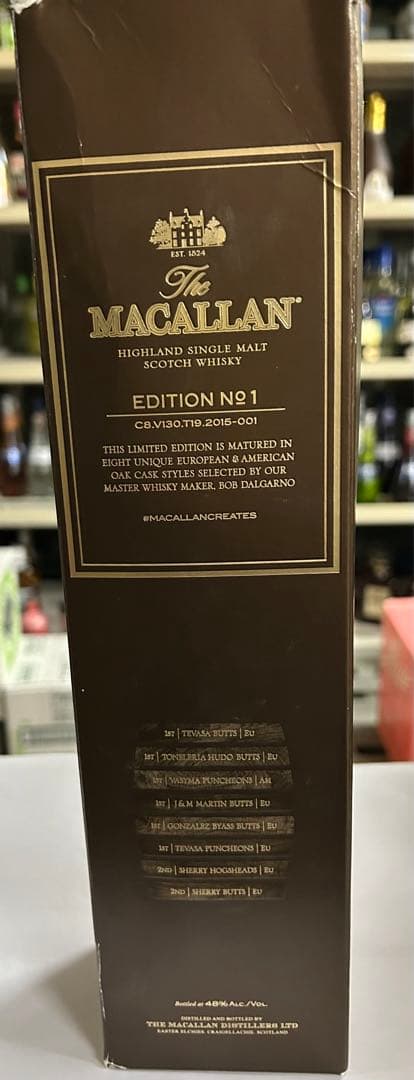 EST. 1824
The
MACALLAN®
HIGHLAND SINGLE MALT
SCOTCH WHISKY
EDITION Nº1
C8.V130.T19.2015-001
THIS LIMITED EDITION IS MATURED IN
EIGHT UNIQUE EUROPEAN & AMERICAN
OAK CASK STYLES SELECTED BY OUR
MASTER WHISKY MAKER, BOB DALGARNO
#MACALLANCREATES
1ST | TEVASA BUTTS | EU
1ST | TONELERIA HUDO BUTTS | EU
1ST | VASYMA PUNCHEONS | AM
1ST | J&M MARTIN BUTTS | EU
1ST | GONZALEZ BYASS BUTTS | EU
1ST | TEVASA PUNCHEONS | EU
2ND | SHERRY HOGSHEADS | EU
2ND | SHERRY BUTTS | EU
Bottled at 48% ALC./VOL.
DISTILLED AND BOTTLED BY
THE MACALLAN DISTILLERS LTD
EASTER ELCHIES, CRAIGELLACHIE, SCOTLAND